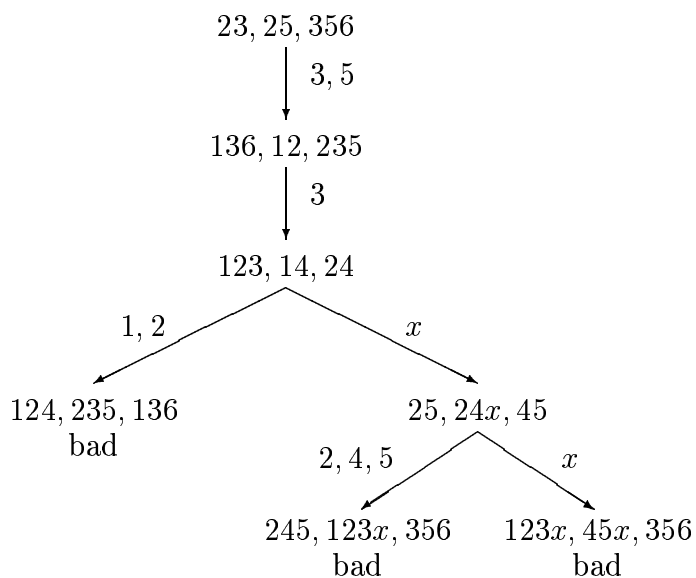 23, 25, 356
3, 5
136, 12, 235
3
123, 14, 24
1, 2
x
124, 235, 136
bad
25, 24x, 45
2, 4, 5
x
245, 123x, 356
bad
123x, 45x, 356
bad